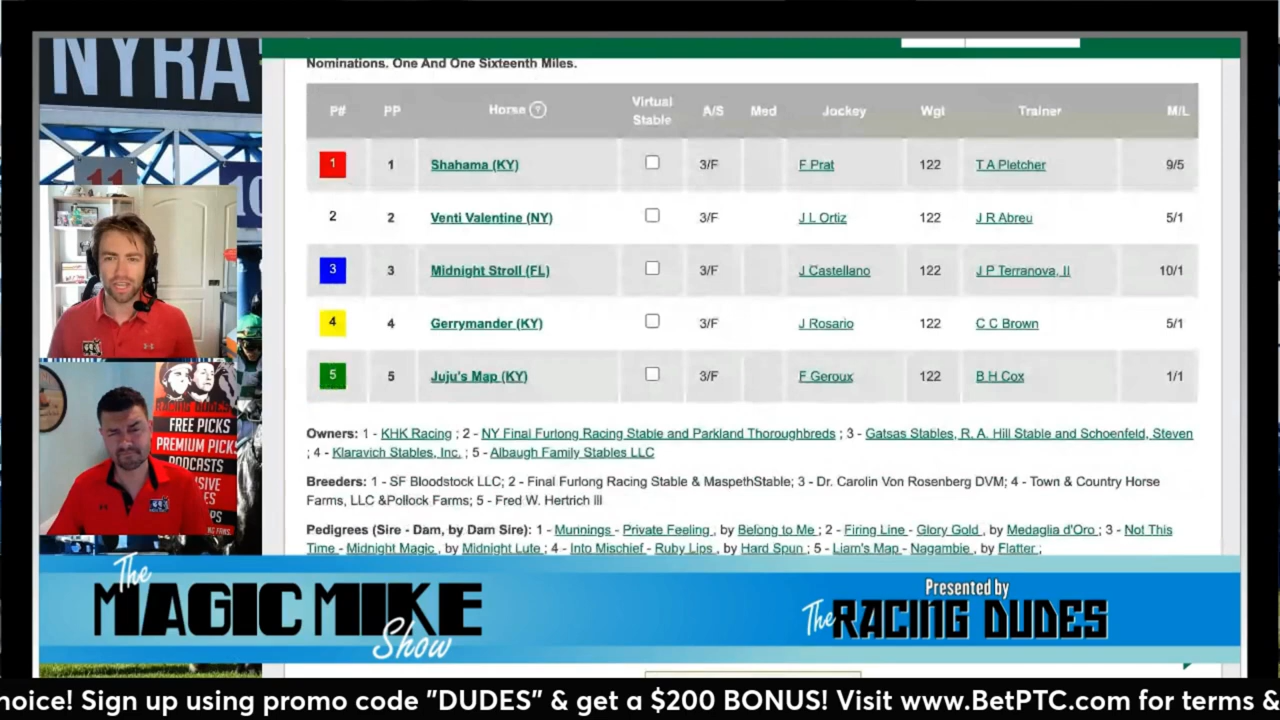 NYRA
11
Nominations. One And One Sixteenth Miles.
P# PP Horse ? Virtual Stable A/S Med Jockey Wgt Trainer M/L
1 1 Shahama (KY) 3/F F Prat 122 T A Pletcher 9/5
2 2 Venti Valentine (NY) 3/F J L Ortiz 122 J R Abreu 5/1
3 3 Midnight Stroll (FL) 3/F J Castellano 122 J P Terranova, II 10/1
4 4 Gerrymander (KY) 3/F J Rosario 122 C C Brown 5/1
5 5 Juju's Map (KY) 3/F F Geroux 122 B H Cox 1/1
Owners: 1 - KHK Racing ; 2 - NY Final Furlong Racing Stable and Parkland Thoroughbreds ; 3 - Gatsas Stables, R. A. Hill Stable and Schoenfeld, Steven
; 4 - Klaravich Stables, Inc. ; 5 - Albaugh Family Stables LLC
Breeders: 1 - SF Bloodstock LLC; 2 - Final Furlong Racing Stable & MaspethStable; 3 - Dr. Carolin Von Rosenberg DVM; 4 - Town & Country Horse
Farms, LLC &Pollock Farms; 5 - Fred W. Hertrich III
Pedigrees (Sire - Dam, by Dam Sire): 1 - Munnings - Private Feeling , by Belong to Me ; 2 - Firing Line - Glory Gold , by Medaglia d'Oro ; 3 - Not This
Time - Midnight Magic , by Midnight Lute ; 4 - Into Mischief - Ruby Lips , by Hard Spun ; 5 - Liam's Map - Nagambie , by Flatter ;
RACING DUDES
FREE PICKS
PREMIUM PICKS
PODCASTS
The
MAGIC MIKE
Show
Presented by
The RACING DUDES
hoice! Sign up using promo code "DUDES" & get a $200 BONUS! Visit www.BetPTC.com for terms &